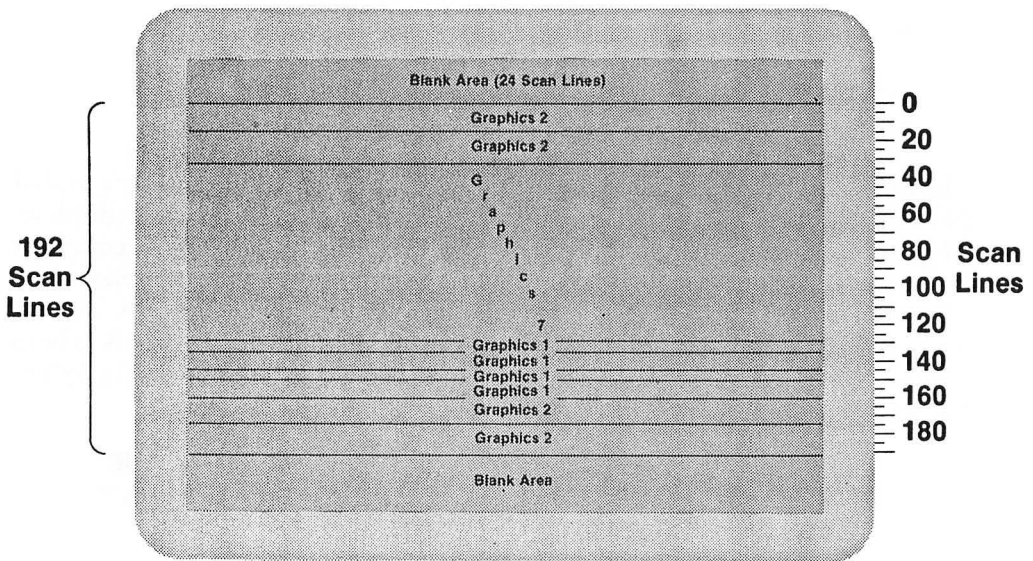 Blank Area (24 Scan Lines)
Graphics 2
Graphics 2
Graphics 7
Graphics 1
Graphics 1
Graphics 1
Graphics 1
Graphics 2
Graphics 2
Blank Area
192
Scan
Lines
0
20
40
60
80
100
120
140
160
180
Scan
Lines